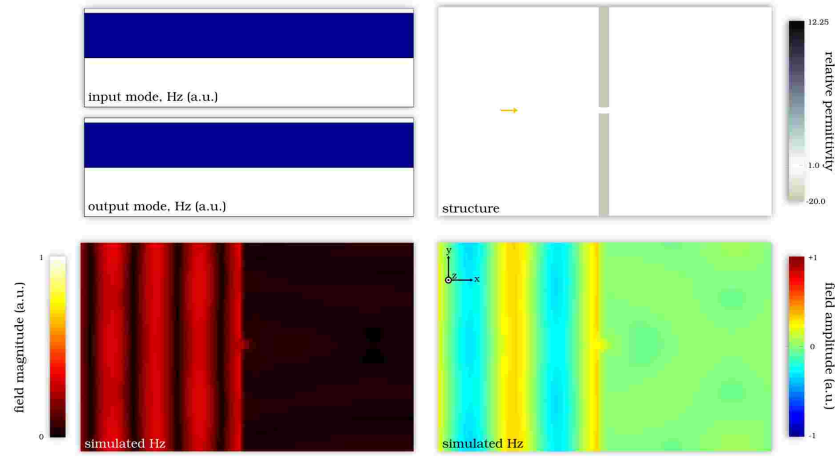 input mode, Hz (a.u.)
output mode, Hz (a.u.)
structure
12.25
1.0
-20.0
relative permittivity
1
0
field magnitude (a.u.)
simulated Hz
y
z
x
simulated Hz
+1
0
-1
field amplitude (a.u.)